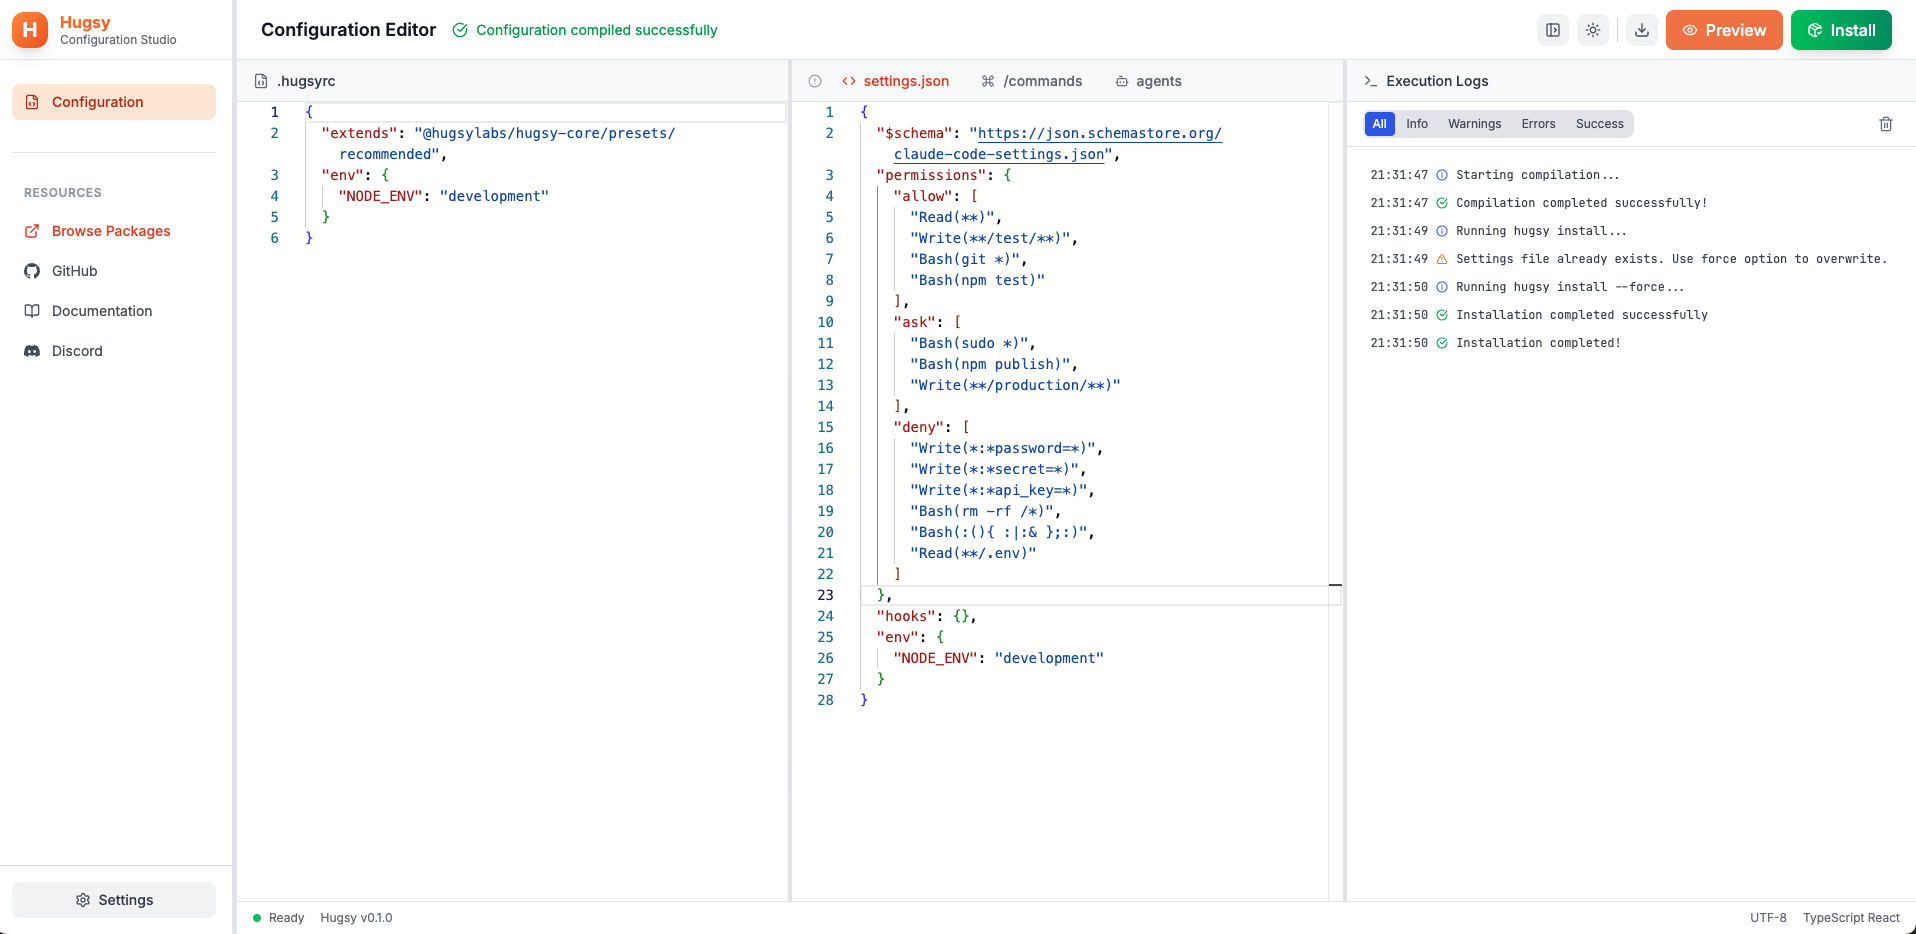 H
Hugsy
Configuration Studio
Configuration
RESOURCES
Browse Packages
GitHub
Documentation
Discord
Settings
Configuration Editor
Configuration compiled successfully
Preview
Install
.hugsyrc
1 {
2 "extends": "@hugsylabs/hugsy-core/presets/
recommended",
3 "env": {
4 "NODE_ENV": "development"
5 }
6 }
settings.json
/commands
agents
1 {
2 "$schema": "https://json.schemastore.org/
claude-code-settings.json",
3 "permissions": {
4 "allow": [
5 "Read(**)",
6 "Write(**/test/**)",
7 "Bash(git *)",
8 "Bash(npm test)"
9 ],
10 "ask": [
11 "Bash(sudo *)",
12 "Bash(npm publish)",
13 "Write(**/production/**)"
14 ],
15 "deny": [
16 "Write(*:*password=*)",
17 "Write(*:*secret=*)",
18 "Write(*:*api_key=*)",
19 "Bash(rm -rf /*)",
20 "Bash(:(){ :|:& };:)",
21 "Read(**/.env)"
22 ]
23 },
24 "hooks": {},
25 "env": {
26 "NODE_ENV": "development"
27 }
28 }
Execution Logs
All Info Warnings Errors Success
21:31:47 Starting compilation...
21:31:47 Compilation completed successfully!
21:31:49 Running hugsy install...
21:31:49 Settings file already exists. Use force option to overwrite.
21:31:50 Running hugsy install --force...
21:31:50 Installation completed successfully
21:31:50 Installation completed!
Ready Hugsy v0.1.0
UTF-8 TypeScript React